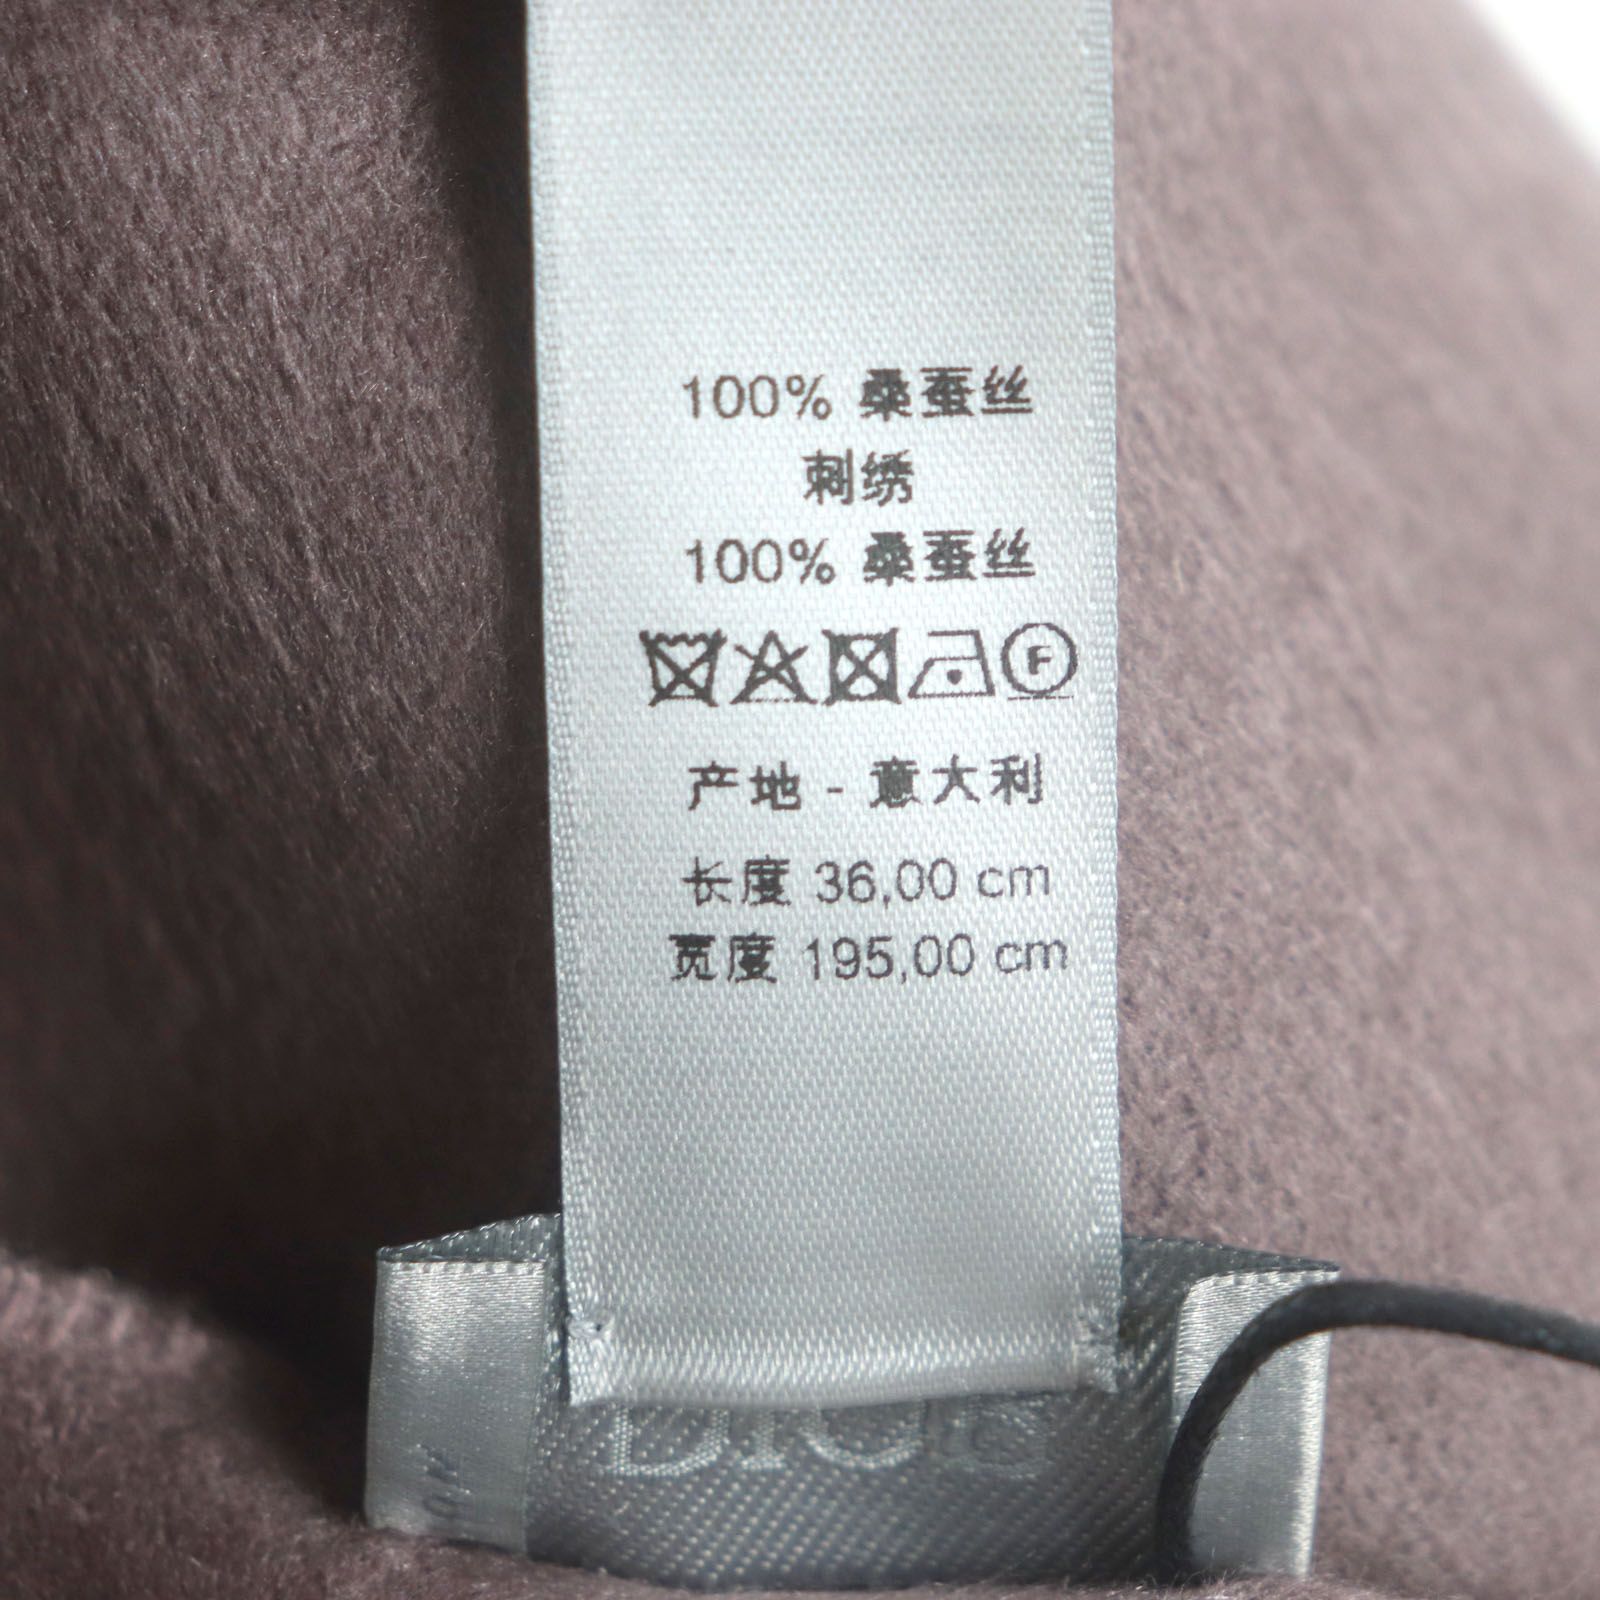 100% 桑蚕丝
刺绣
100% 桑蚕丝
F
产地 - 意大利
长度 36,00 cm
宽度 195,00 cm
DIOR